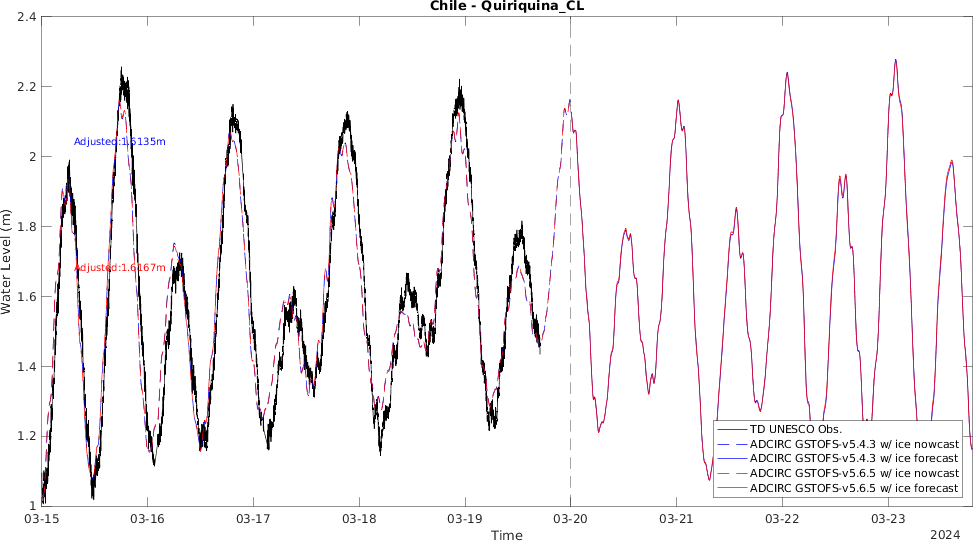 Chile - Quiriquina_CL
2.4
2.2
2
1.8
1.6
1.4
1.2
1
Water Level (m)
Adjusted:1.6135m
Adjusted:1.6167m
TD UNESCO Obs.
ADCIRC GSTOFS-v5.4.3 w/ ice nowcast
ADCIRC GSTOFS-v5.4.3 w/ ice forecast
ADCIRC GSTOFS-v5.6.5 w/ ice nowcast
ADCIRC GSTOFS-v5.6.5 w/ ice forecast
03-15 03-16 03-17 03-18 03-19 03-20 03-21 03-22 03-23
Time
2024